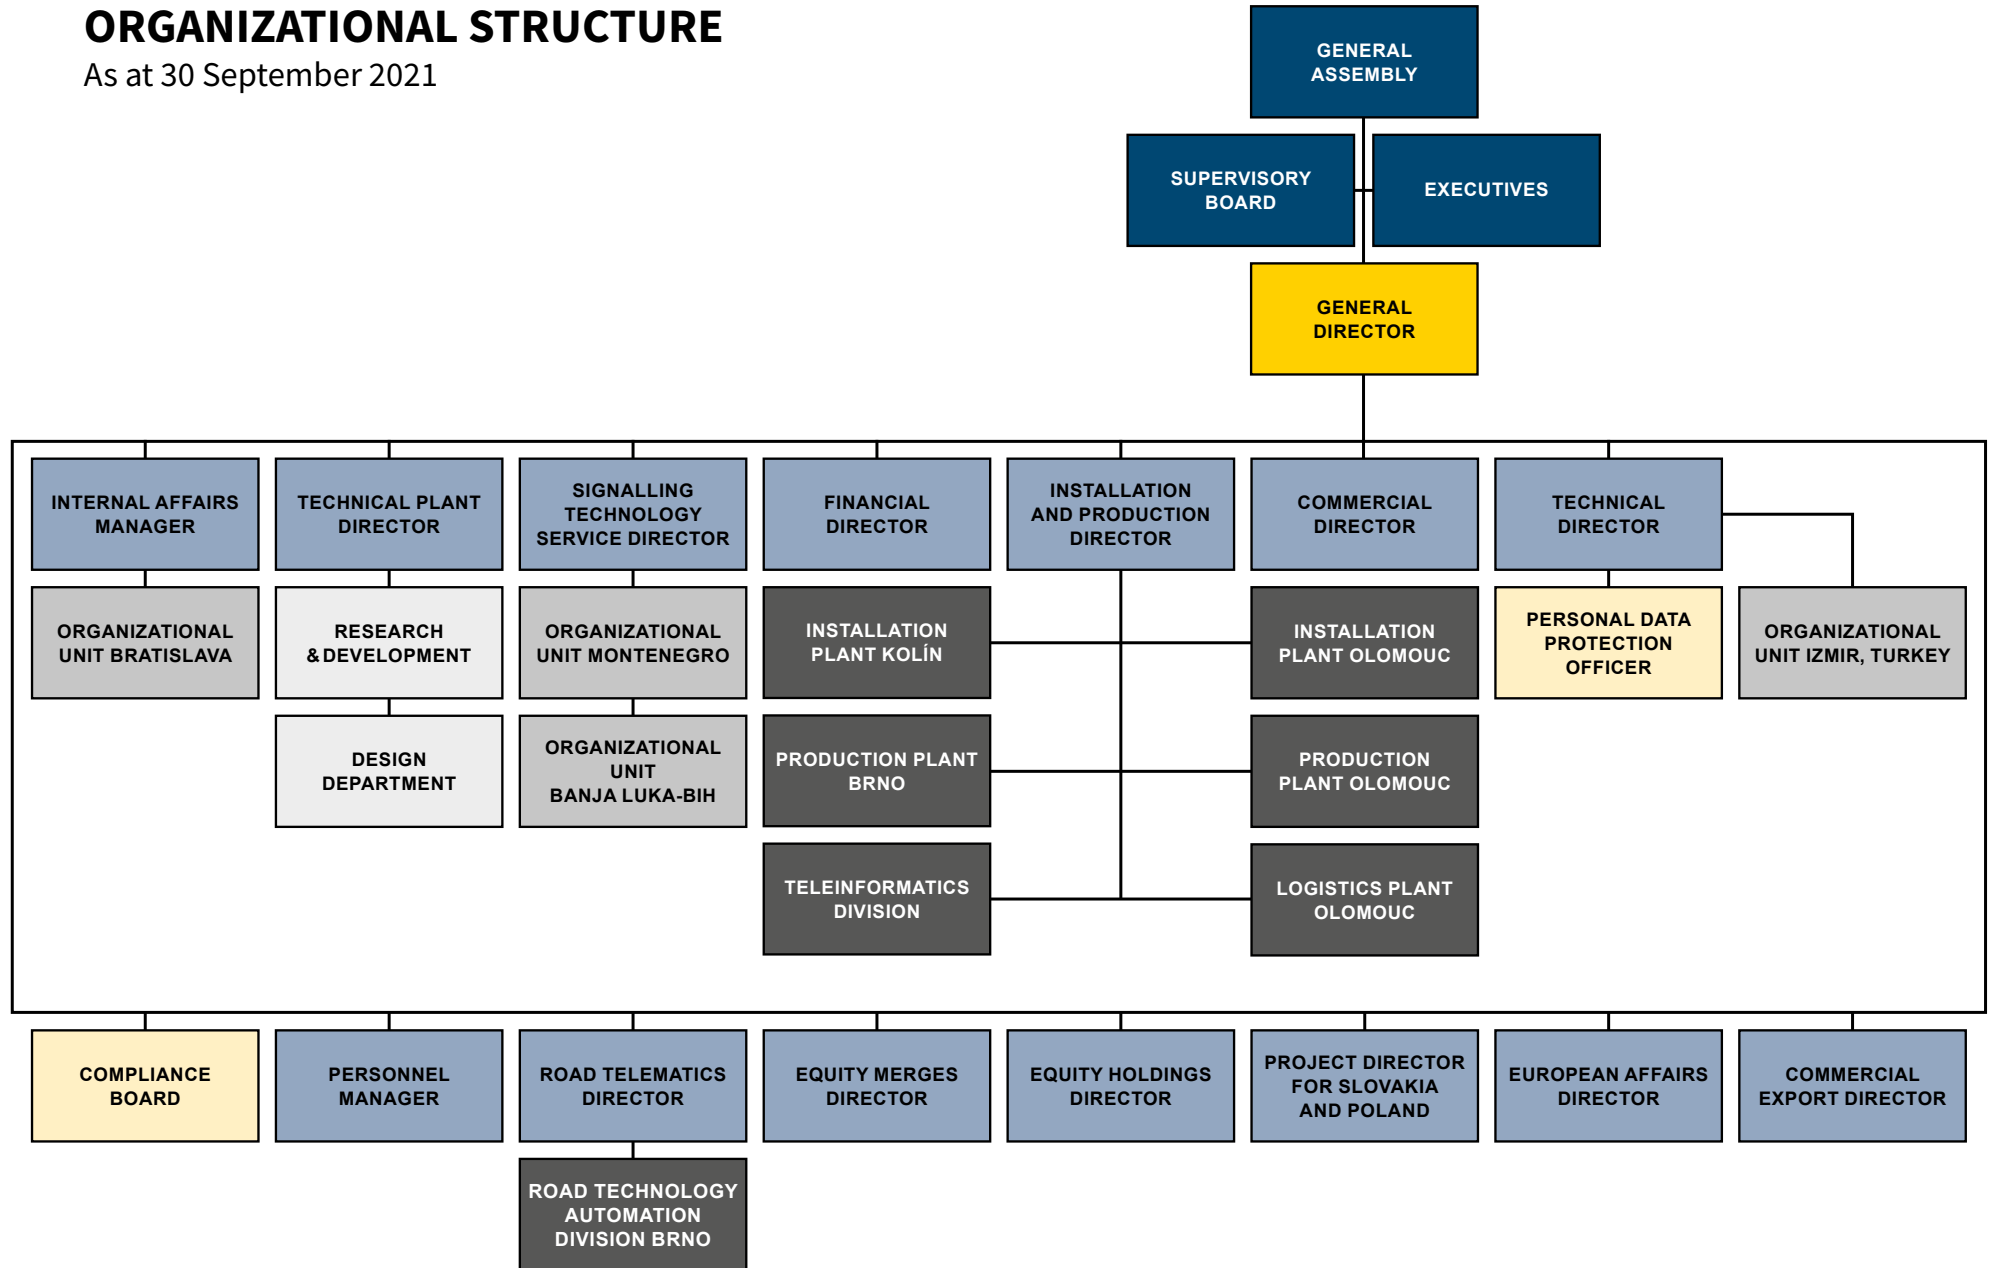 ORGANIZATIONAL STRUCTURE
As at 30 September 2021
GENERAL
ASSEMBLY
SUPERVISORY
BOARD
EXECUTIVES
GENERAL
DIRECTOR
INTERNAL AFFAIRS
MANAGER
TECHNICAL PLANT
DIRECTOR
SIGNALLING
TECHNOLOGY
SERVICE DIRECTOR
FINANCIAL
DIRECTOR
INSTALLATION
AND PRODUCTION
DIRECTOR
COMMERCIAL
DIRECTOR
TECHNICAL
DIRECTOR
ORGANIZATIONAL
UNIT BRATISLAVA
RESEARCH
& DEVELOPMENT
ORGANIZATIONAL
UNIT MONTENEGRO
INSTALLATION
PLANT KOLÍN
INSTALLATION
PLANT OLOMOUC
PERSONAL DATA
PROTECTION
OFFICER
ORGANIZATIONAL
UNIT IZMIR, TURKEY
DESIGN
DEPARTMENT
ORGANIZATIONAL
UNIT
BANJA LUKA-BIH
PRODUCTION PLANT
BRNO
PRODUCTION
PLANT OLOMOUC
TELEINFORMATICS
DIVISION
LOGISTICS PLANT
OLOMOUC
COMPLIANCE
BOARD
PERSONNEL
MANAGER
ROAD TELEMATICS
DIRECTOR
EQUITY MERGES
DIRECTOR
EQUITY HOLDINGS
DIRECTOR
PROJECT DIRECTOR
FOR SLOVAKIA
AND POLAND
EUROPEAN AFFAIRS
DIRECTOR
COMMERCIAL
EXPORT DIRECTOR
ROAD TECHNOLOGY
AUTOMATION
DIVISION BRNO